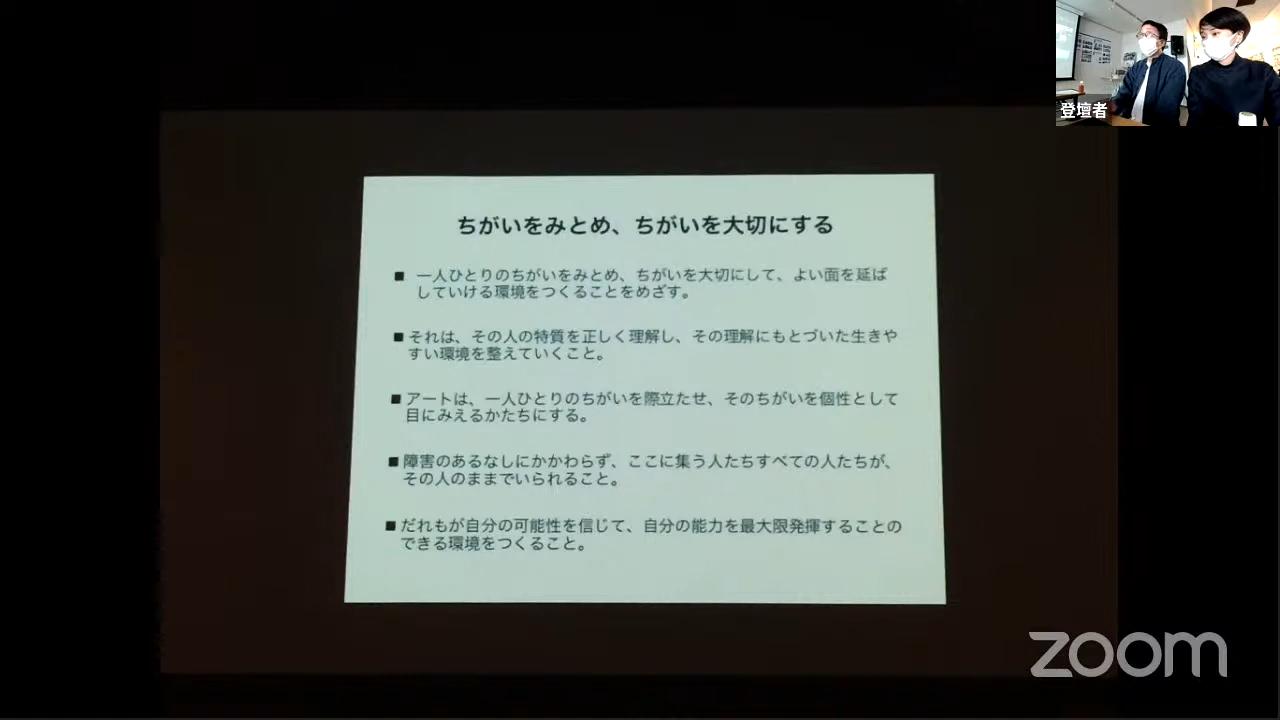 登壇者
ちがいをみとめ、ちがいを大切にする
■ 一人ひとりのちがいをみとめ、ちがいを大切にして、よい面を延ば
していける環境をつくることをめざす。
■ それは、その人の特質を正しく理解し、その理解にもとづいた生きや
すい環境を整えていくこと。
■ アートは、一人ひとりのちがいを際立たせ、そのちがいを個性として
目にみえるかたちにする。
■ 障害のあるなしにかかわらず、ここに集う人たちすべての人たちが、
その人のままでいられること。
■ だれもが自分の可能性を信じて、自分の能力を最大限発揮することの
できる環境をつくること。
zoom